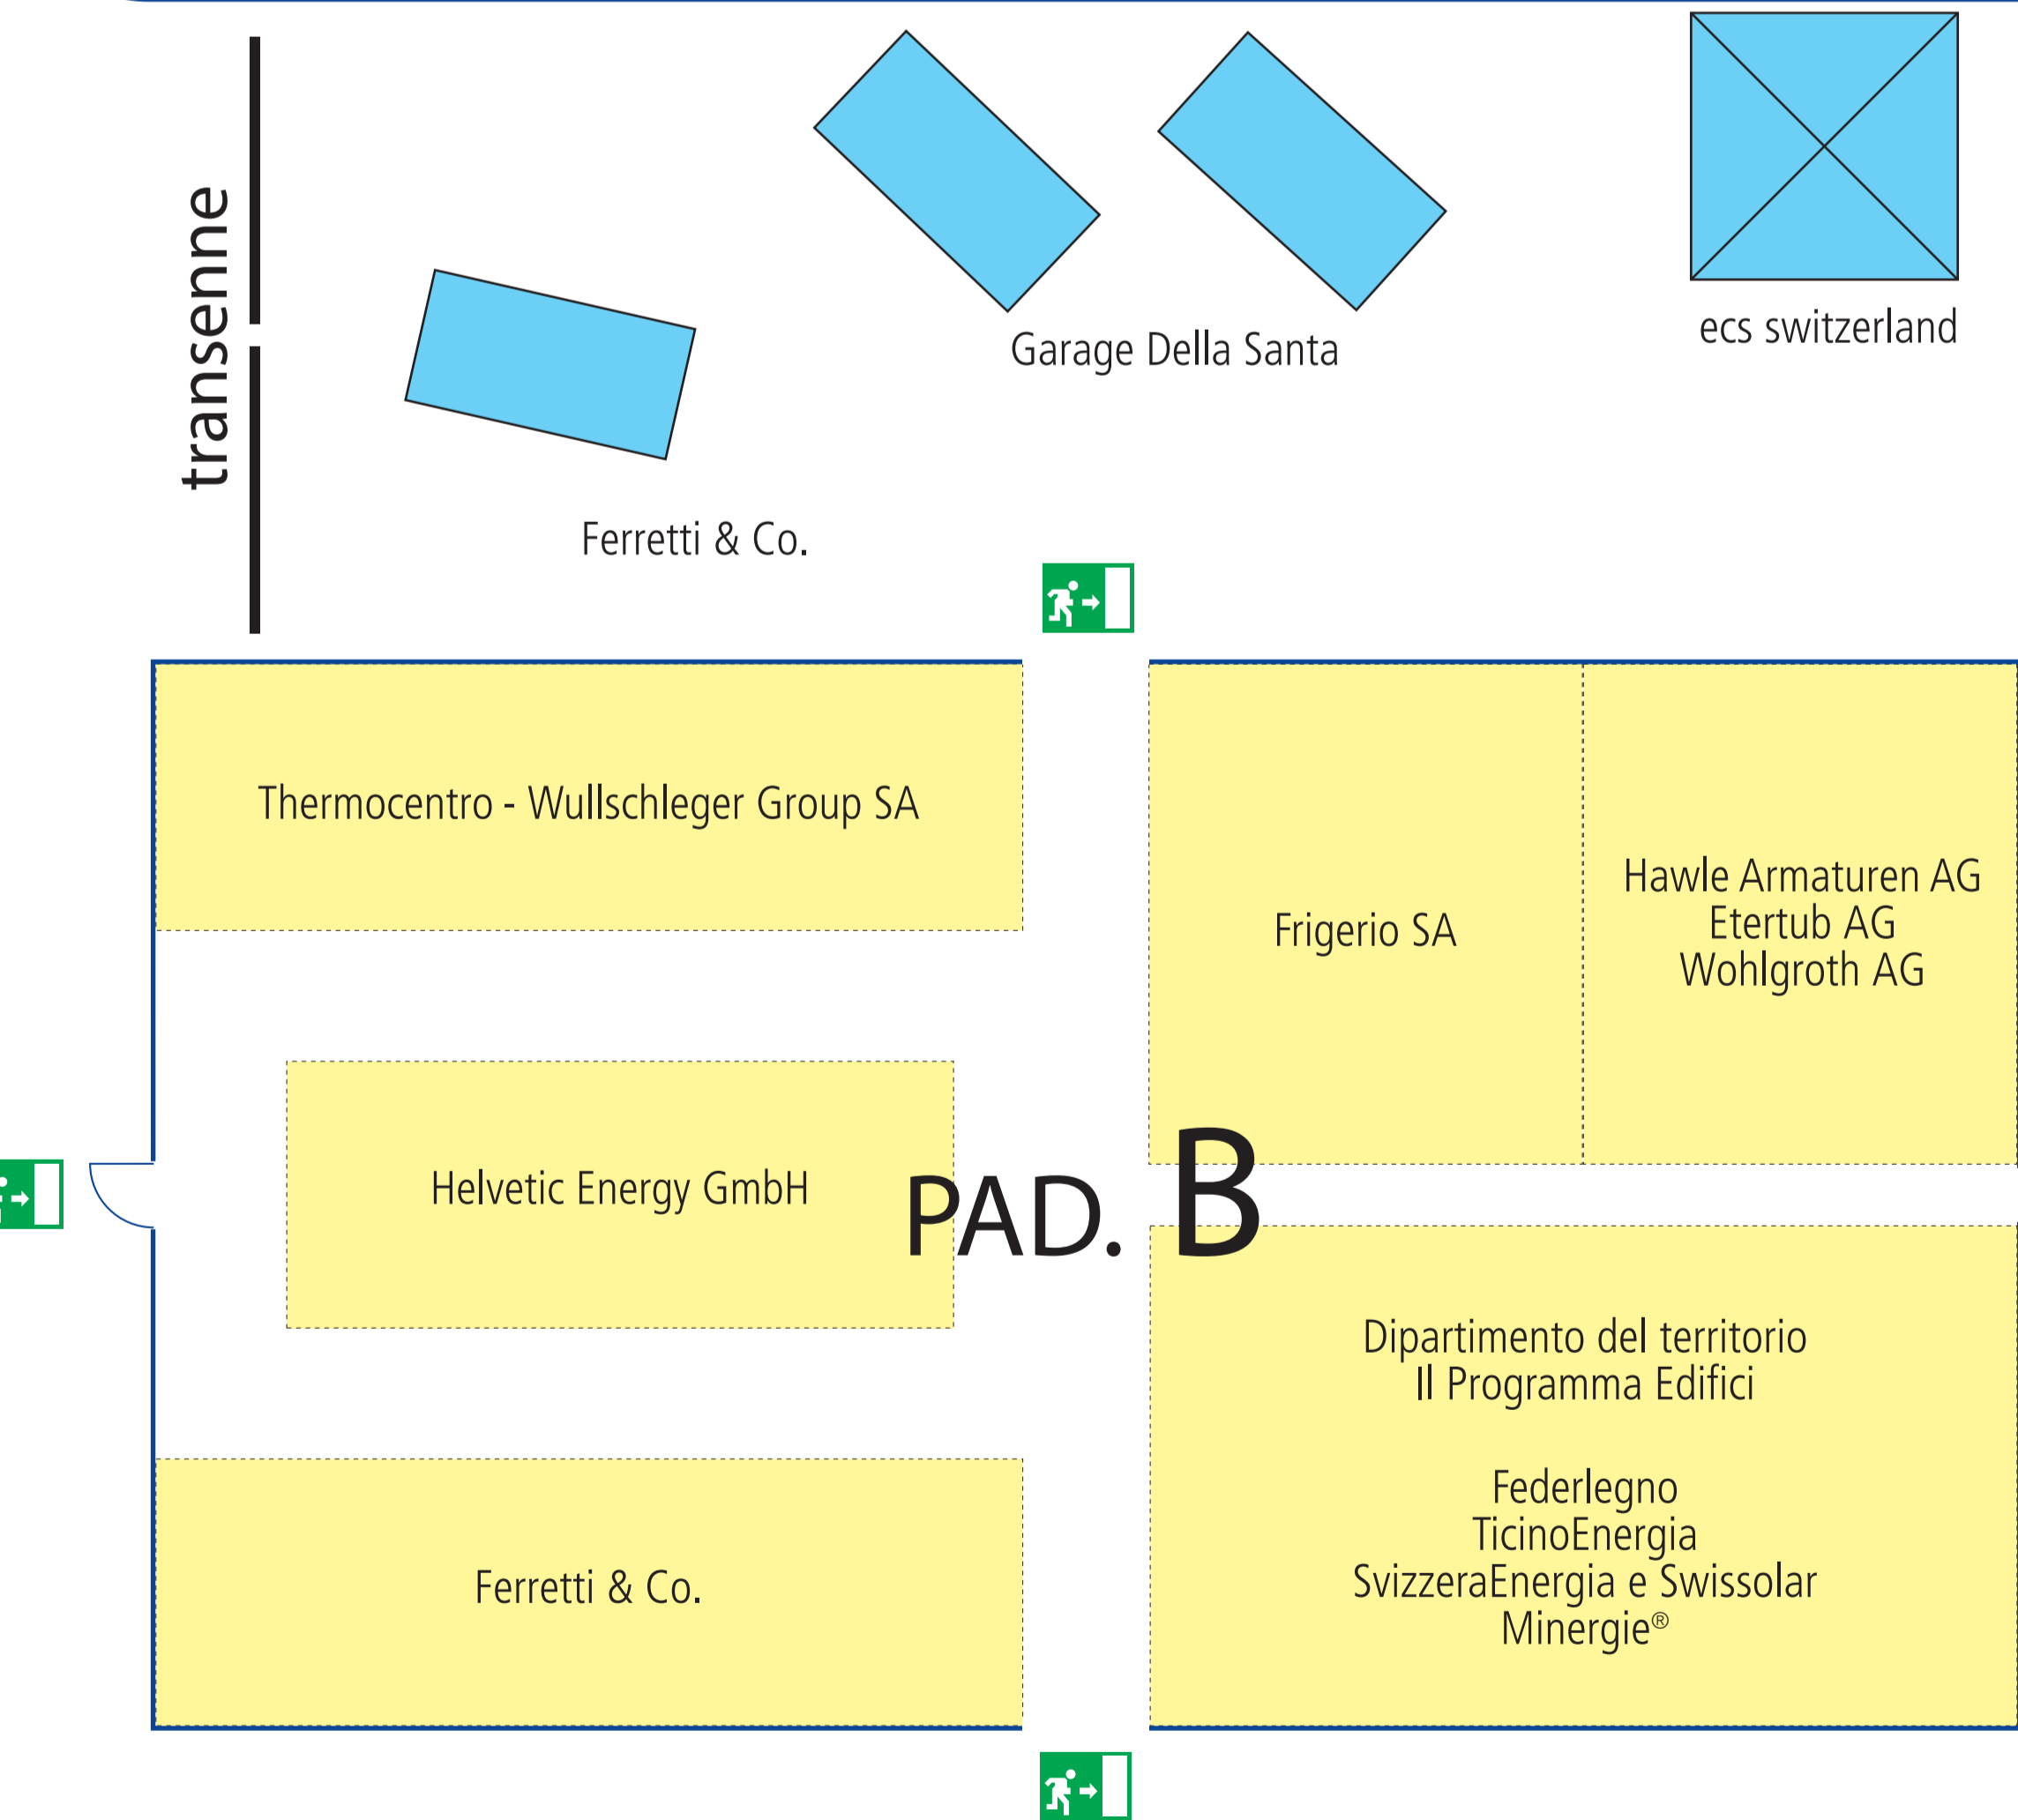 transenne
Garage Della Santa
ecs switzerland
Ferretti & Co.
Thermocentro - Wullschleger Group SA
Frigerio SA
Hawle Armaturen AG
Etertub AG
Wohlgroth AG
Helvetic Energy GmbH
PAD. B
Dipartimento del territorio
Il Programma Edifici
Federlegno
TicinoEnergia
SvizzeraEnergia e Swissolar
Minergie®
Ferretti & Co.